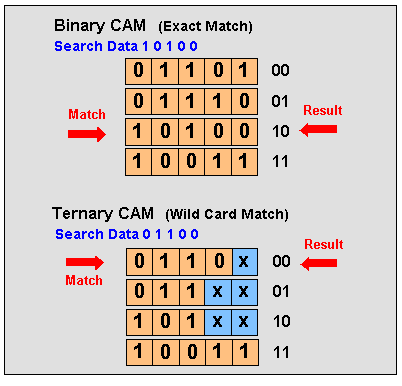 Binary CAM (Exact Match)
Search Data 1 0 1 0 0
0 1 1 0 1 00
0 1 1 1 0 01
Match 1 0 1 0 0 10 Result
1 0 0 1 1 11
Ternary CAM (Wild Card Match)
Search Data 0 1 1 0 0
Match 0 1 1 0 x 00 Result
0 1 1 x x 01
1 0 1 x x 10
1 0 0 1 1 11